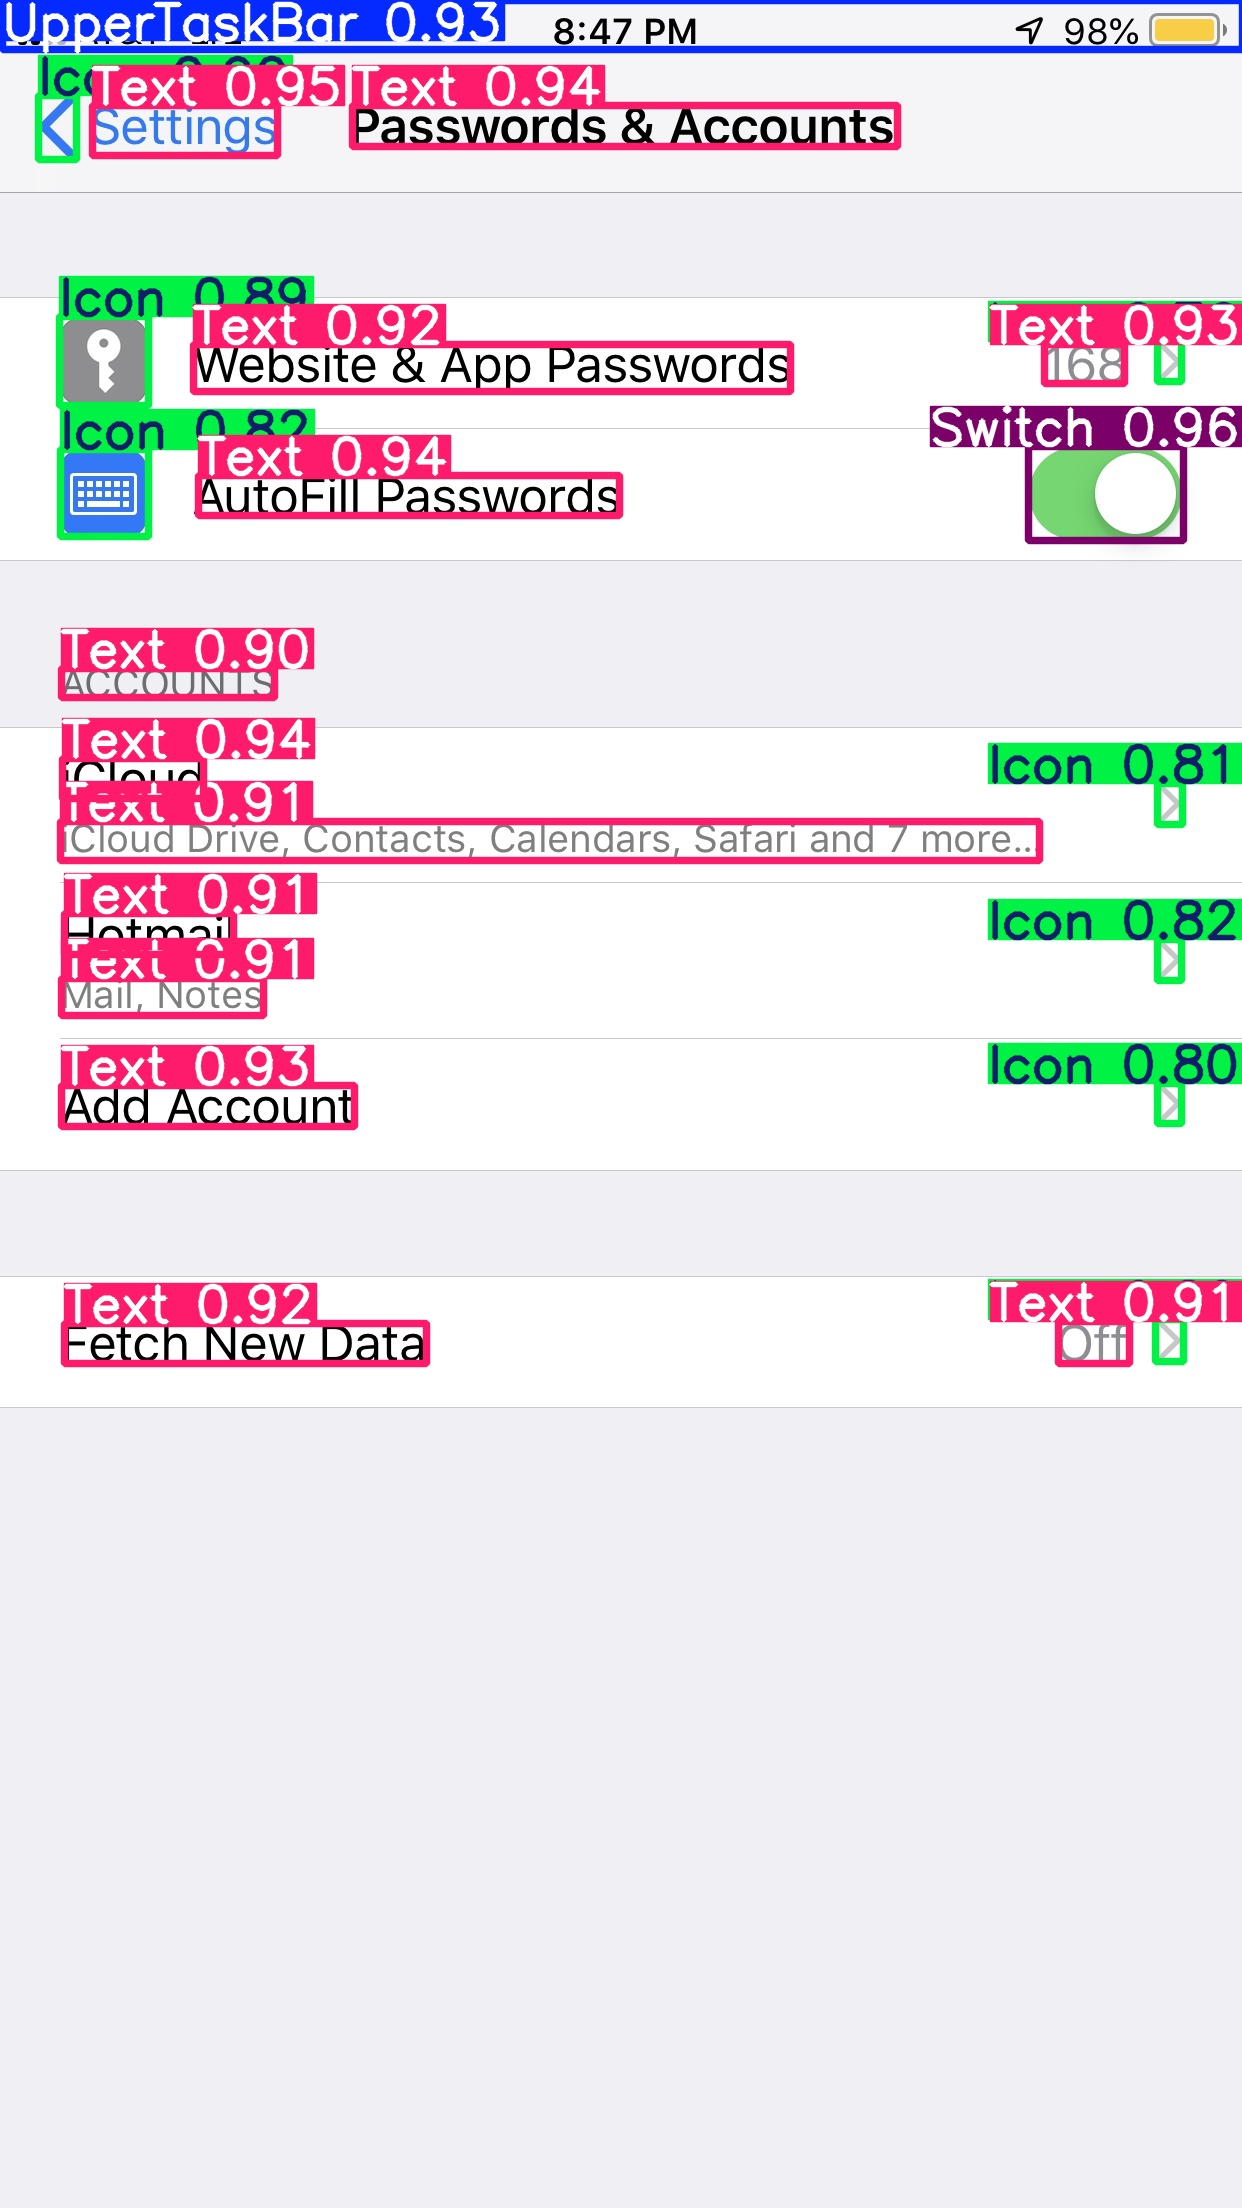 UpperTaskBar 0.93
8:47 PM
98%
Text 0.95
Text 0.94
Settings
Passwords & Accounts
Icon 0.89
Text 0.92
Text 0.93
Website & App Passwords
168
Icon 0.82
Text 0.94
Switch 0.96
AutoFill Passwords
Text 0.90
ACCOUNTS
Text 0.94
iCloud
Icon 0.81
Text 0.91
iCloud Drive, Contacts, Calendars, Safari and 7 more...
Text 0.91
Hotmail
Icon 0.82
Text 0.91
Mail, Notes
Text 0.93
Icon 0.80
Add Account
Text 0.92
Text 0.91
Fetch New Data
Off